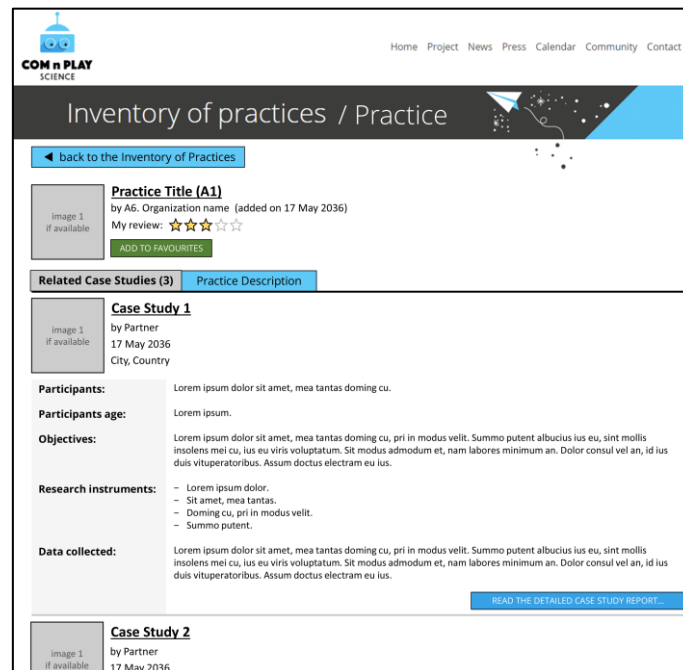 COM n PLAY
SCIENCE
Home Project News Press Calendar Community Contact
Inventory of practices / Practice
◄ back to the Inventory of Practices
image 1
if available
Practice Title (A1)
by A6. Organization name (added on 17 May 2036)
My review:
ADD TO FAVOURITES
Related Case Studies (3) Practice Description
image 1
if available
Case Study 1
by Partner
17 May 2036
City, Country
Participants: Lorem ipsum dolor sit amet, mea tantas doming cu.
Participants age: Lorem ipsum.
Objectives: Lorem ipsum dolor sit amet, mea tantas doming cu, pri in modus velit. Summo putent albucius ius eu, sint mollis
insolens mei cu, ius eu viris voluptatum. Sit modus admodum et, nam labores minimum an. Dolor consul vel an, id ius
duis vituperatoribus. Assum doctus electram eu ius.
Research instruments: – Lorem ipsum dolor.
– Sit amet, mea tantas.
– Doming cu, pri in modus velit.
– Summo putent.
Data collected: Lorem ipsum dolor sit amet, mea tantas doming cu, pri in modus velit. Summo putent albucius ius eu, sint mollis
insolens mei cu, ius eu viris voluptatum. Sit modus admodum et, nam labores minimum an. Dolor consul vel an, id ius
duis vituperatoribus. Assum doctus electram eu ius.
READ THE DETAILED CASE STUDY REPORT...
image 1
if available
Case Study 2
by Partner
17 May 2036